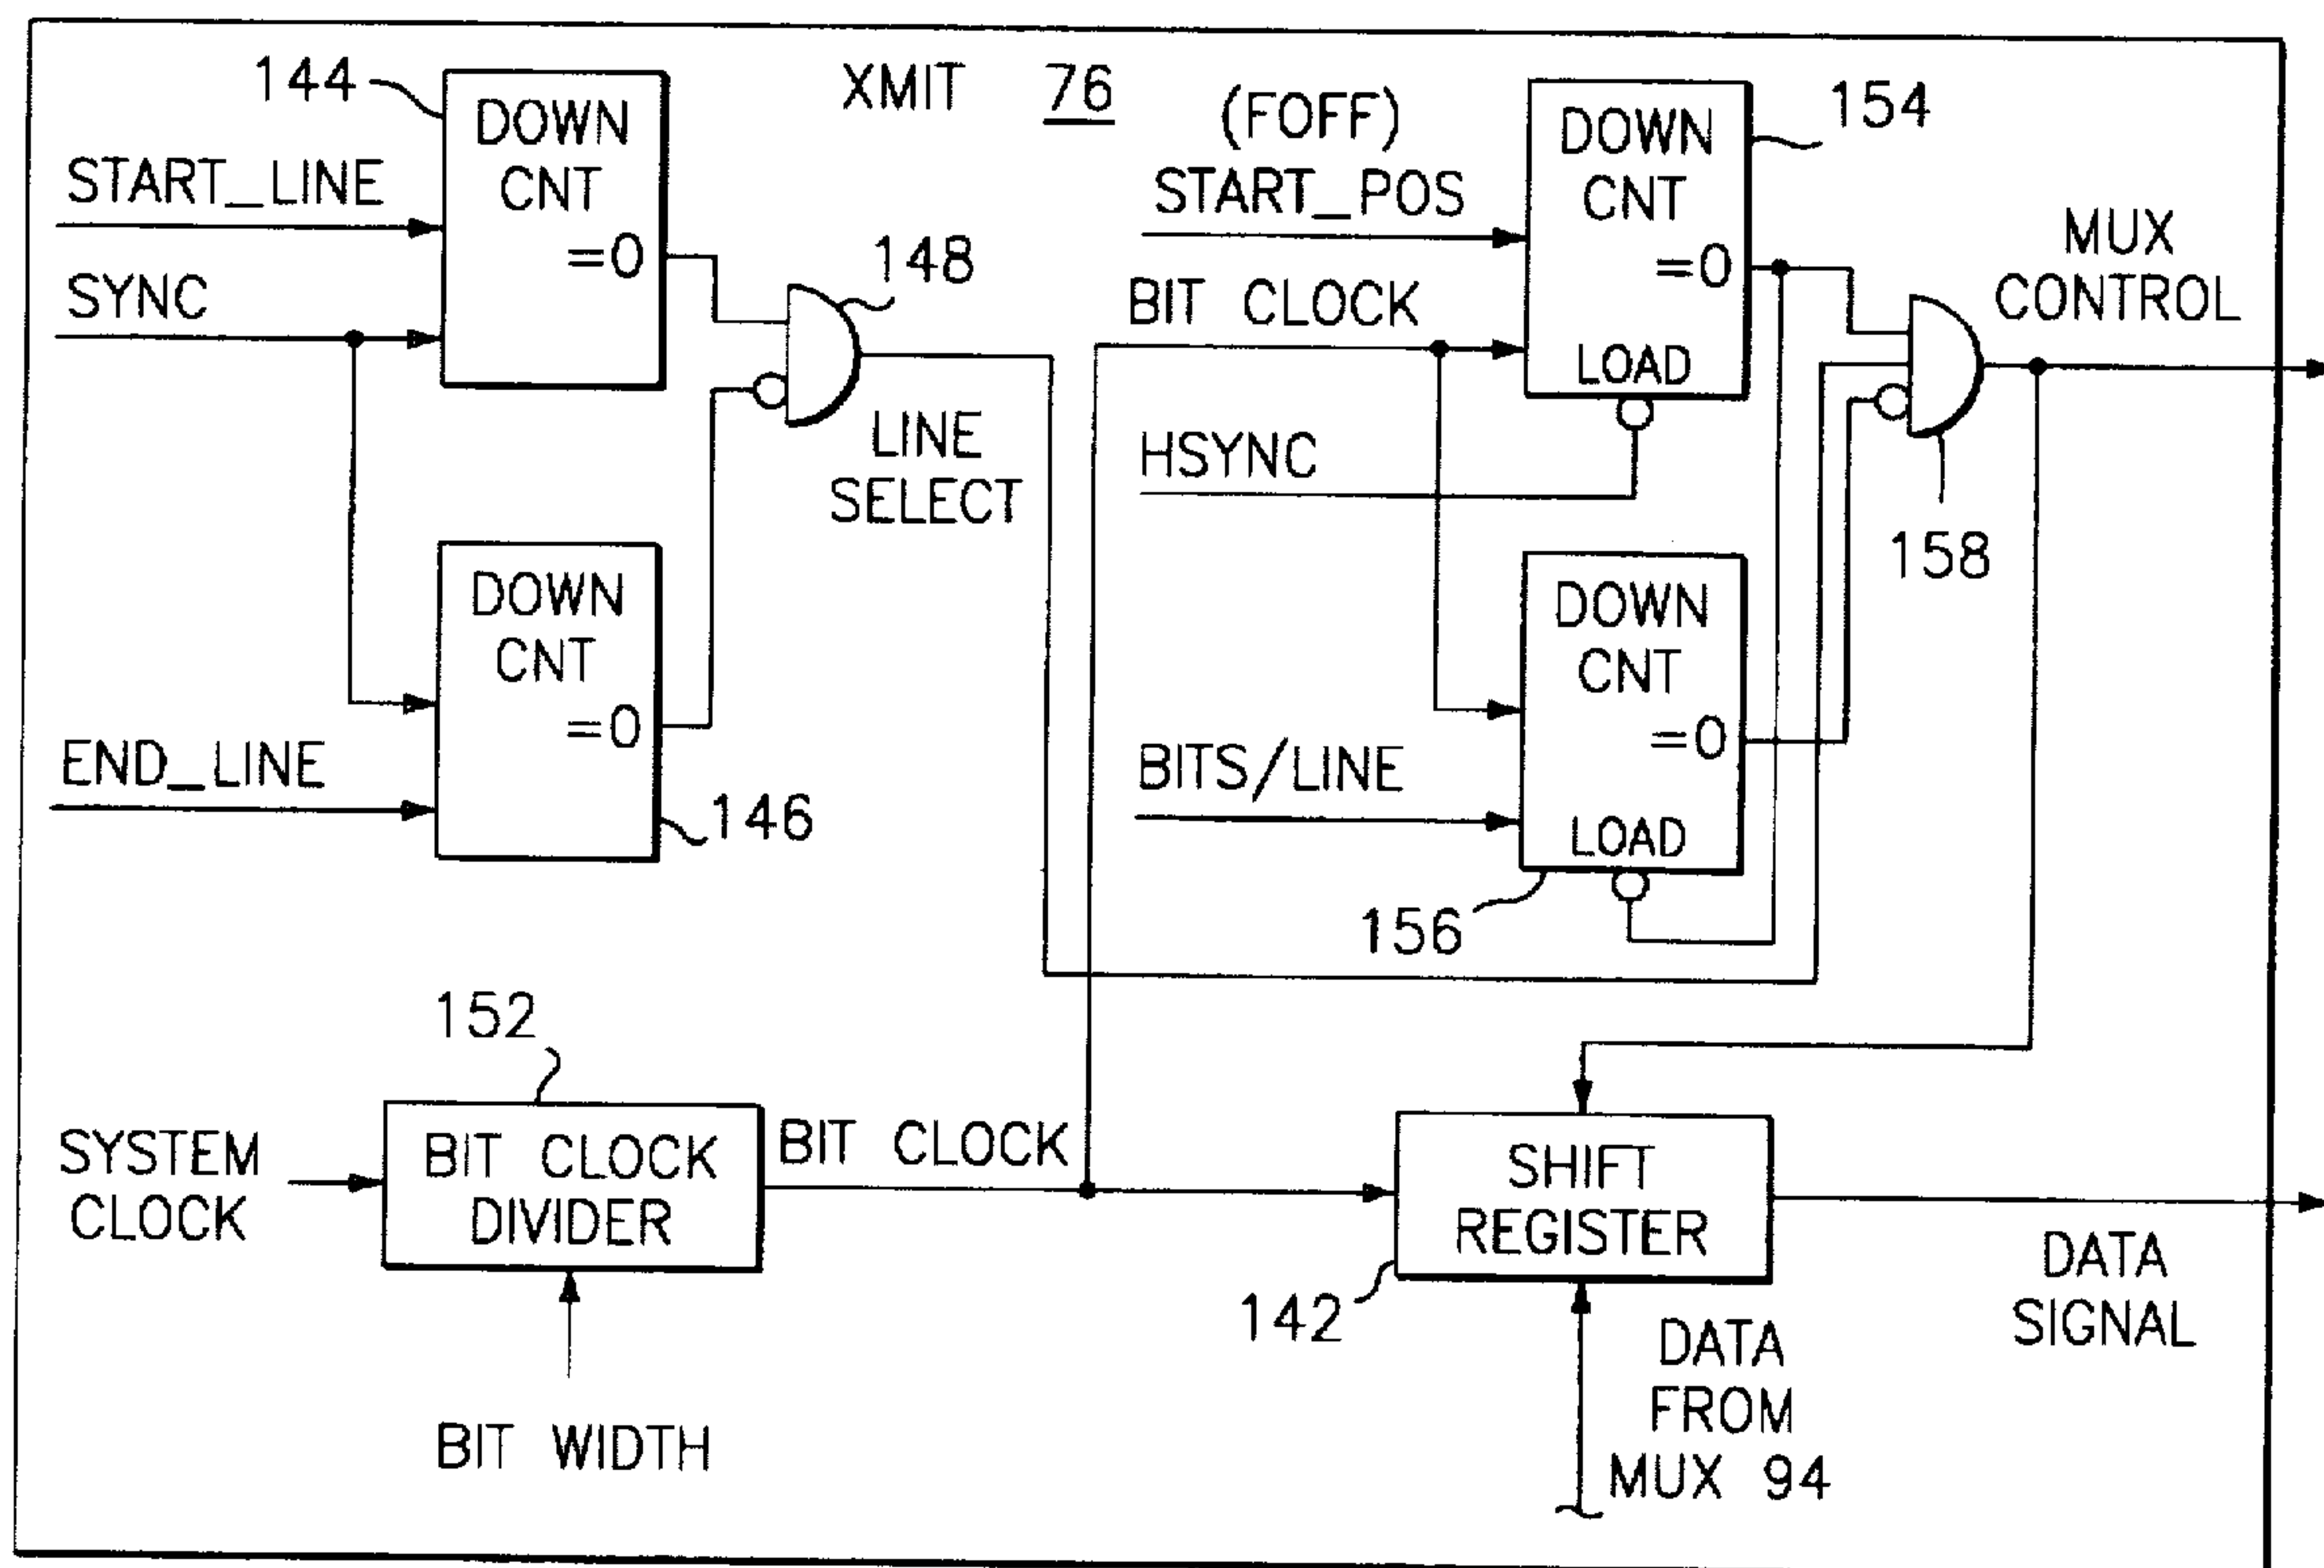 XMIT 76
144
DOWN
CNT
=0
START_LINE
SYNC
148
LINE
SELECT
DOWN
CNT
=0
END_LINE
146
(FOFF)
START_POS
BIT CLOCK
HSYNC
DOWN
CNT
=0
LOAD
154
MUX
CONTROL
158
DOWN
CNT
=0
LOAD
BITS/LINE
156
152
SYSTEM
CLOCK
BIT CLOCK
DIVIDER
BIT CLOCK
BIT WIDTH
SHIFT
REGISTER
142
DATA
FROM
MUX 94
DATA
SIGNAL